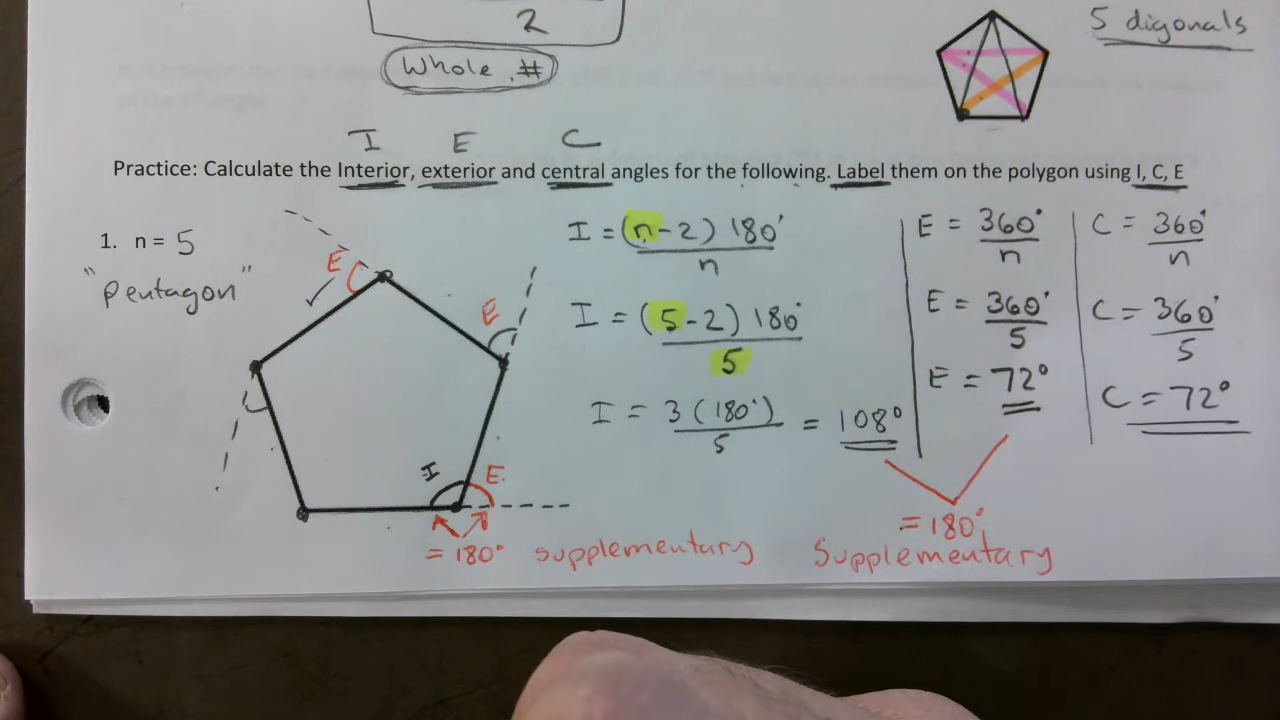 2
Whole #
5 digonals
I E C
Practice: Calculate the Interior, exterior and central angles for the following. Label them on the polygon using I, C, E
1. n = 5
"Pentagon"
E
E
I E
= 180° supplementary
I = (n-2) 180°
n
I = (5-2) 180°
5
I = 3 (180°) = 108°
5
E = 360°
n
E = 360°
5
E = 72°
C = 360°
n
C = 360°
5
C = 72°
= 180°
Supplementary